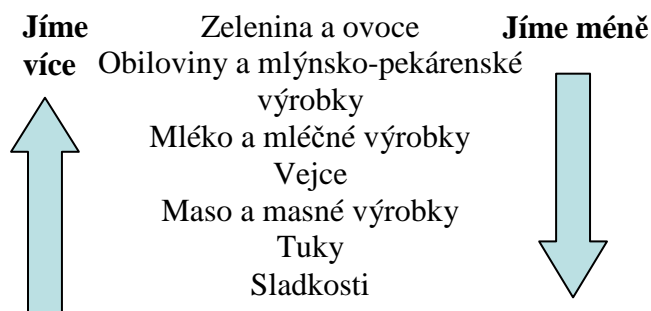 Jíme
více
Zelenina a ovoce
Obiloviny a mlýnsko-pekárenské
výrobky
Mléko a mléčné výrobky
Vejce
Maso a masné výrobky
Tuky
Sladkosti
Jíme méně